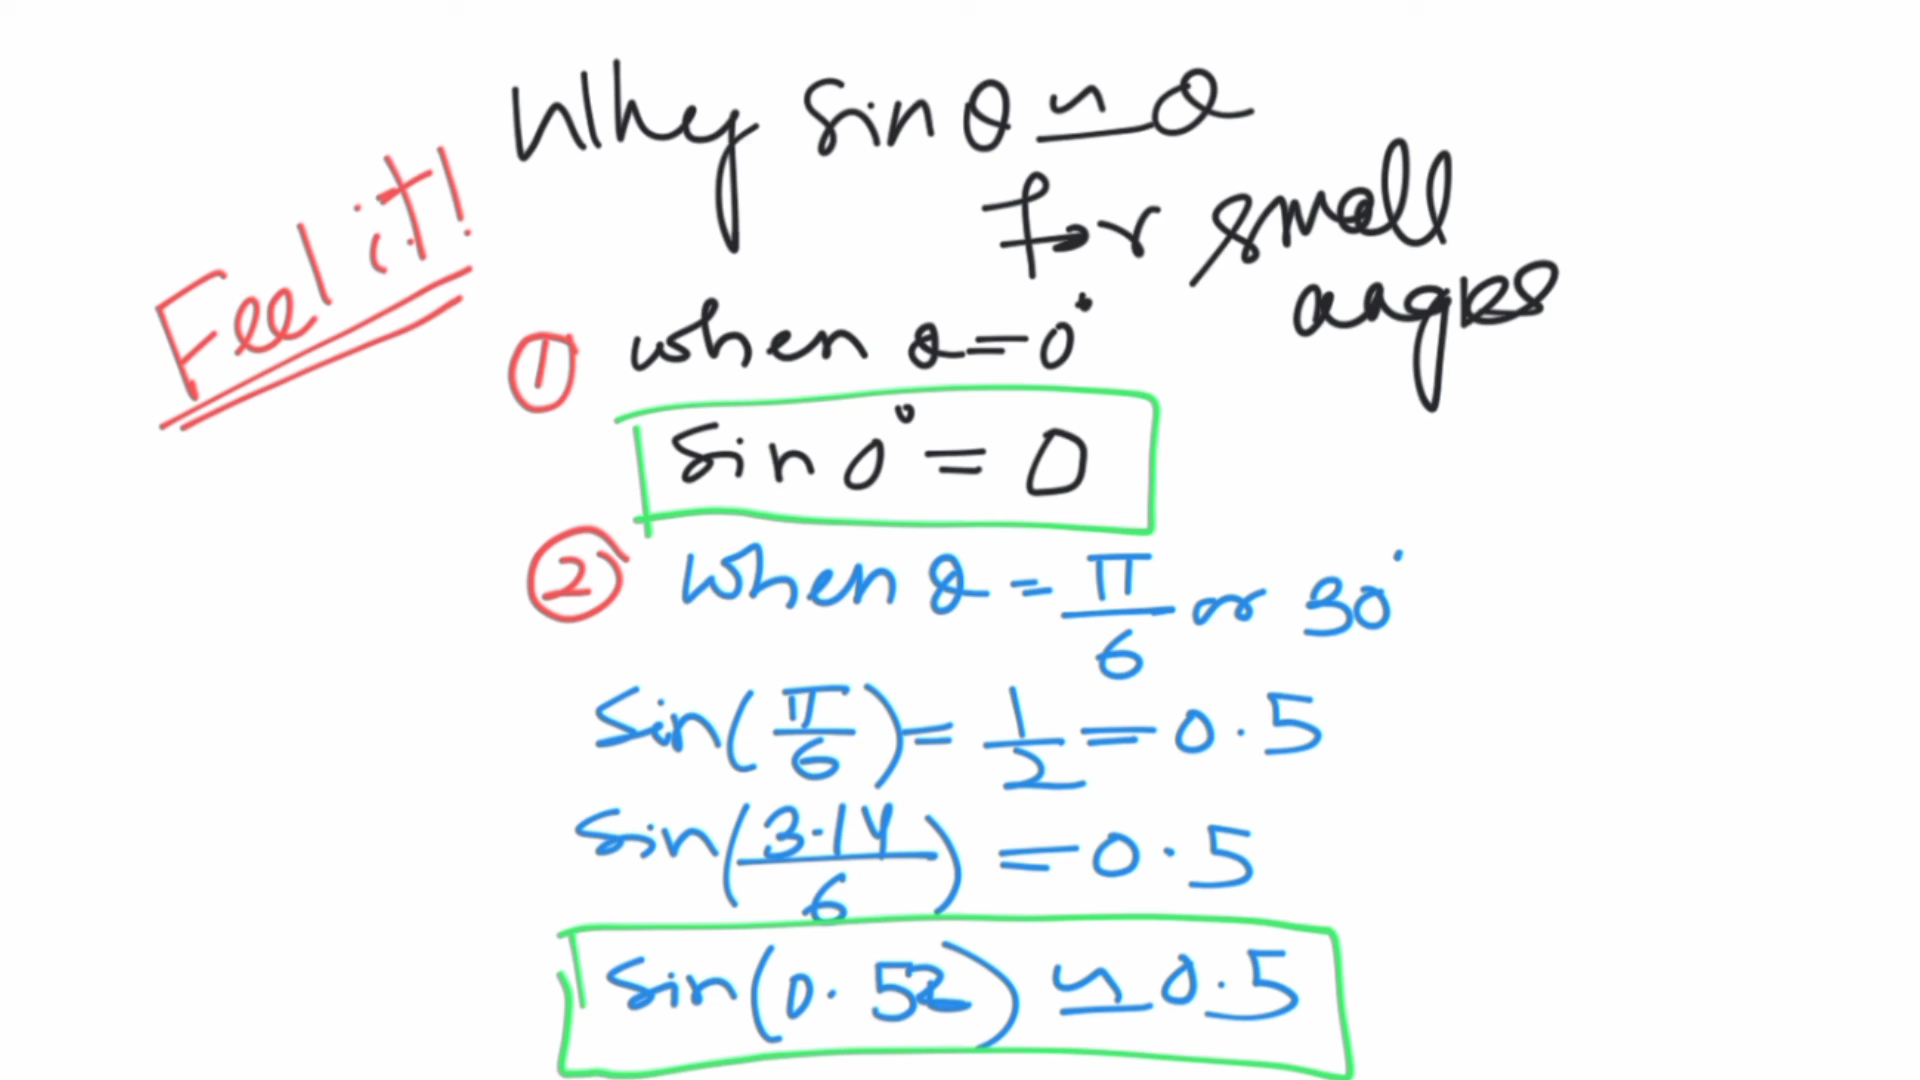 Why sinθ ≃ θ
for small
angles
Feel it!
① when θ = 0°
sin 0° = 0
② when θ = π/6 or 30°
sin(π/6) = 1/2 = 0.5
sin(3.14/6) = 0.5
sin(0.52) ≃ 0.5